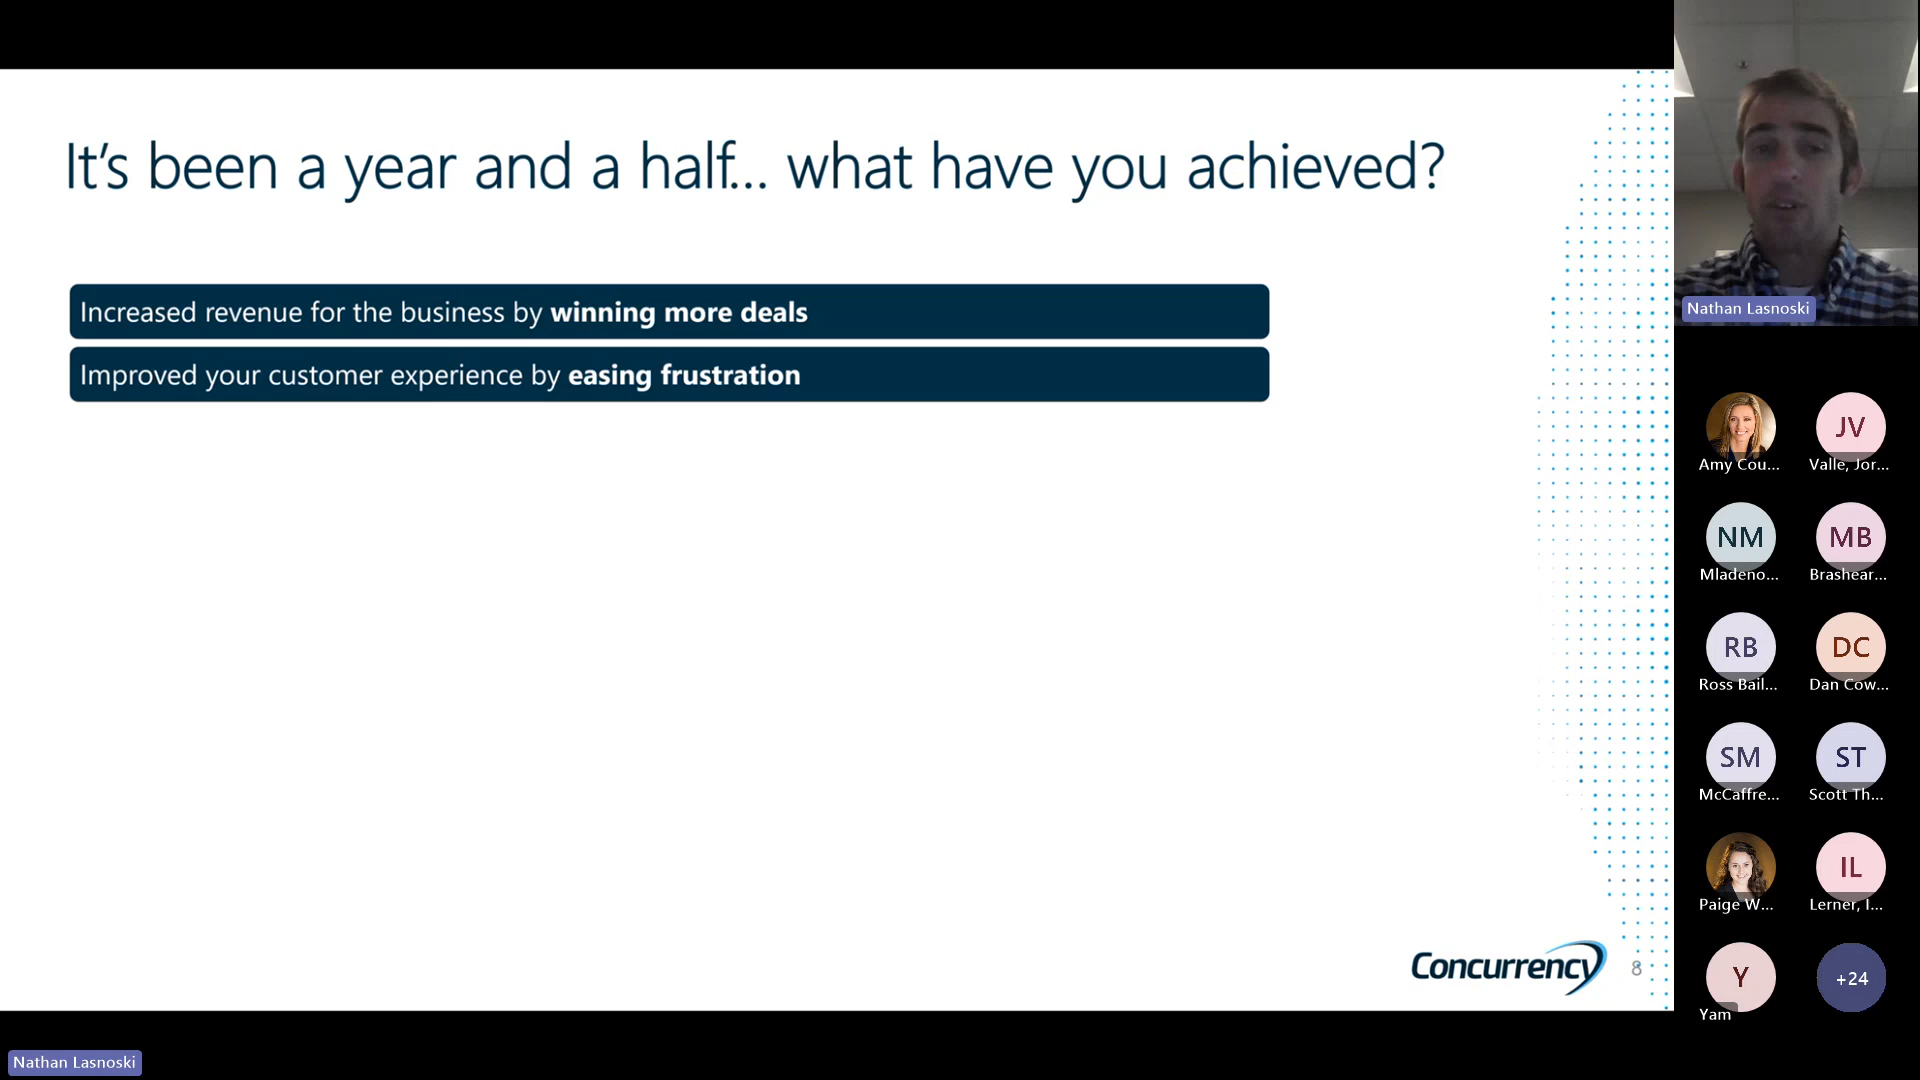 It's been a year and a half... what have you achieved?
Increased revenue for the business by winning more deals
Improved your customer experience by easing frustration
Concurrency
8
Nathan Lasnoski
Amy Cou...
JV
Valle, Jor...
NM
Mladeno...
MB
Brashear...
RB
Ross Bail...
DC
Dan Cow...
SM
McCaffre...
ST
Scott Th...
Paige W...
IL
Lerner, I...
Y
Yam
+24
Nathan Lasnoski